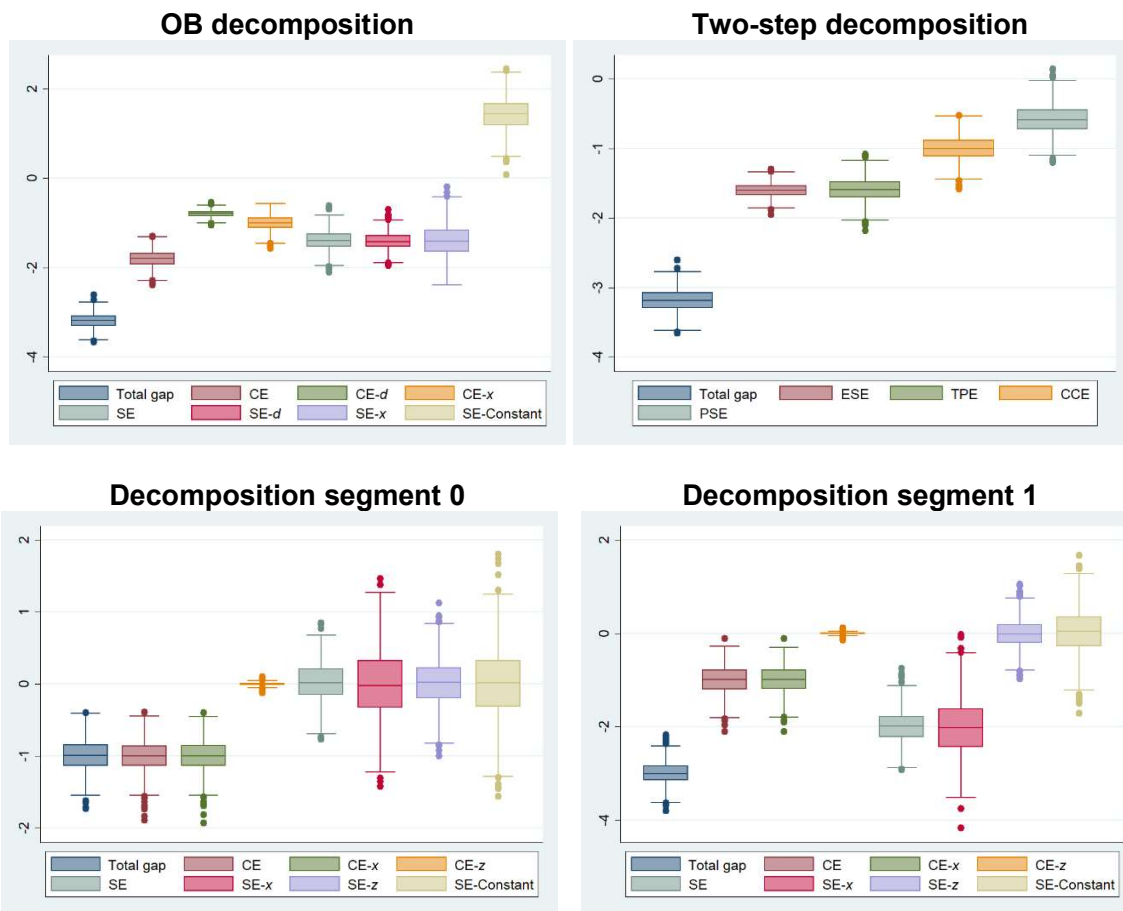 OB decomposition
2
0
-2
-4
Total gap CE CE-d CE-x
SE SE-d SE-x SE-Constant
Two-step decomposition
0
-1
-2
-3
-4
Total gap ESE TPE CCE
PSE
Decomposition segment 0
2
1
0
-1
-2
Total gap CE CE-x CE-z
SE SE-x SE-z SE-Constant
Decomposition segment 1
2
0
-2
-4
Total gap CE CE-x CE-z
SE SE-x SE-z SE-Constant